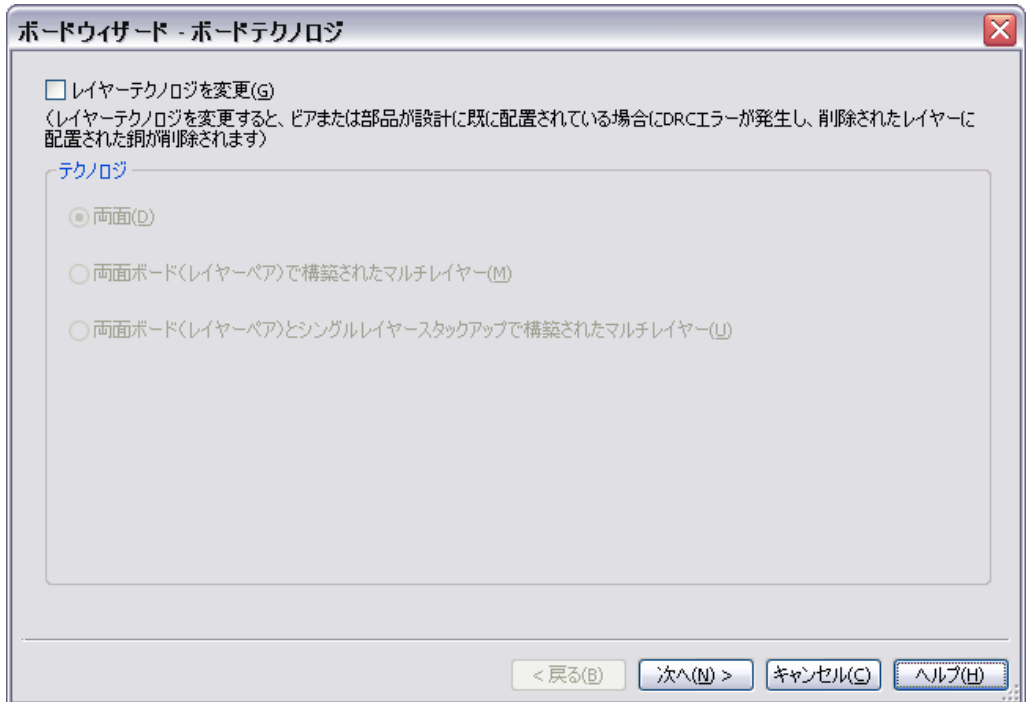 ボードウィザード - ボードテクノロジ
レイヤーテクノロジを変更(G)
(レイヤーテクノロジを変更すると、ビアまたは部品が設計に既に配置されている場合にDRCエラーが発生し、削除されたレイヤーに
配置された銅が削除されます)
テクノロジ
両面(D)
両面ボード(レイヤーペア)で構築されたマルチレイヤー(M)
両面ボード(レイヤーペア)とシングルレイヤースタックアップで構築されたマルチレイヤー(U)
< 戻る(B) 次へ(N) > キャンセル(C) ヘルプ(H)